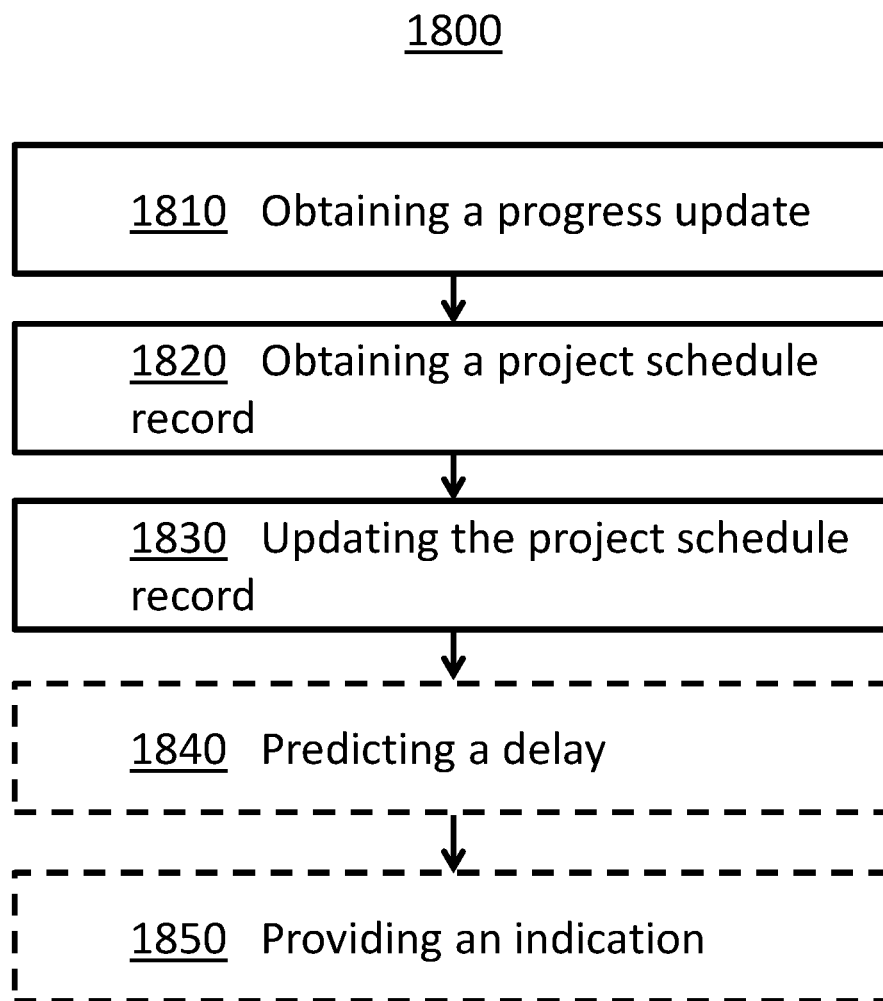 1800
1810 Obtaining a progress update
1820 Obtaining a project schedule
record
1830 Updating the project schedule
record
1840 Predicting a delay
1850 Providing an indication